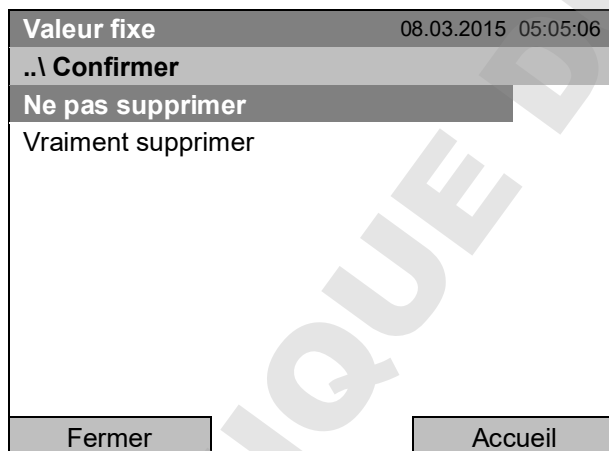 Valeur fixe 08.03.2015 05:05:06
..\ Confirmer
Ne pas supprimer
Vraiment supprimer
Fermer Accueil